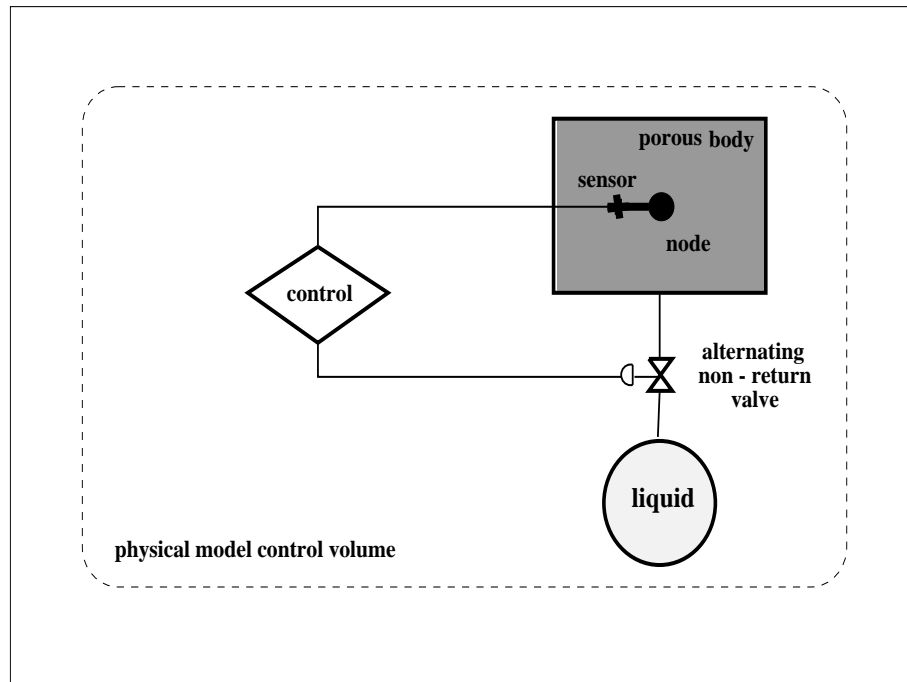 porous body
sensor
node
control
alternating
non - return
valve
liquid
physical model control volume